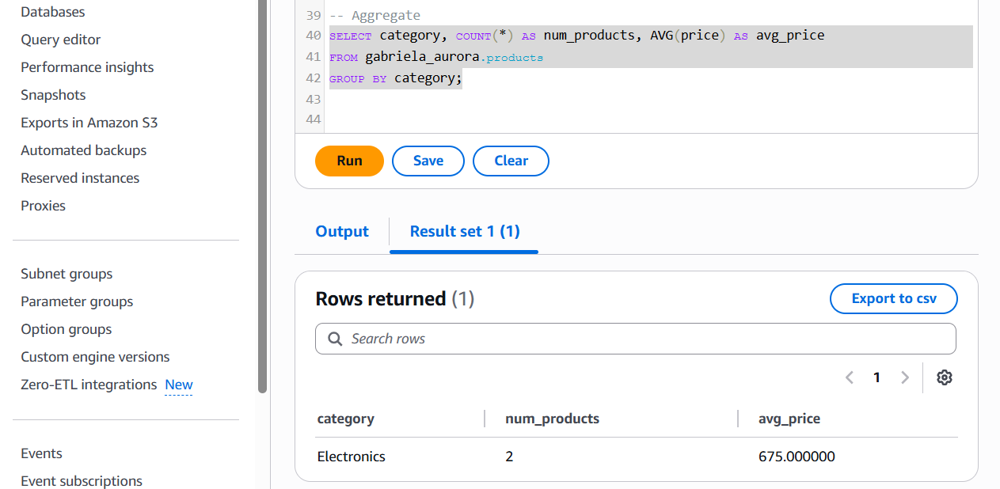 Databases
Query editor
Performance insights
Snapshots
Exports in Amazon S3
Automated backups
Reserved instances
Proxies
Subnet groups
Parameter groups
Option groups
Custom engine versions
Zero-ETL integrations New
Events
Event subscriptions
39 -- Aggregate
40 SELECT category, COUNT(*) AS num_products, AVG(price) AS avg_price
41 FROM gabriela_aurora.products
42 GROUP BY category;
43
44
Run Save Clear
Output Result set 1 (1)
Rows returned (1) Export to csv
Search rows
1
category num_products avg_price
Electronics 2 675.000000